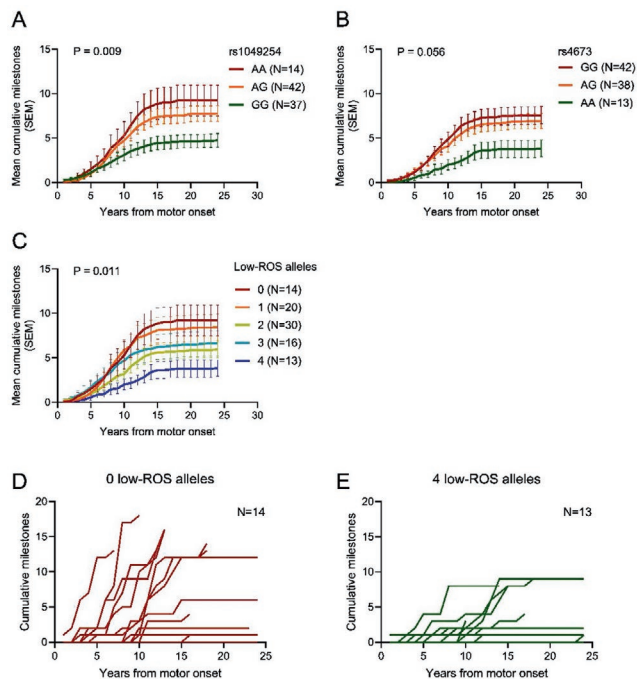 A
P = 0.009
rs1049254
AA (N=14)
AG (N=42)
GG (N=37)
Mean cumulative milestones
(SEM)
15
10
5
0
0 5 10 15 20 25 30
Years from motor onset
B
P = 0.056
rs4673
GG (N=42)
AG (N=38)
AA (N=13)
Mean cumulative milestones
(SEM)
15
10
5
0
0 5 10 15 20 25 30
Years from motor onset
C
P = 0.011
Low-ROS alleles
0 (N=14)
1 (N=20)
2 (N=30)
3 (N=16)
4 (N=13)
Mean cumulative milestones
(SEM)
15
10
5
0
0 5 10 15 20 25 30
Years from motor onset
D
0 low-ROS alleles
N=14
Cumulative milestones
20
15
10
5
0
0 5 10 15 20 25
Years from motor onset
E
4 low-ROS alleles
N=13
Cumulative milestones
20
15
10
5
0
0 5 10 15 20 25
Years from motor onset